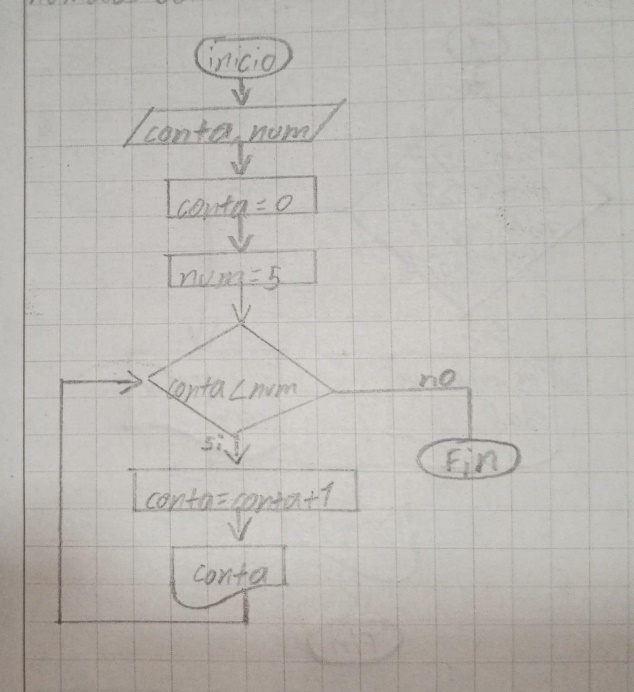 inicio
conta, num
conta = 0
num = 5
conta < num
no
si
Fin
conta = conta + 1
conta